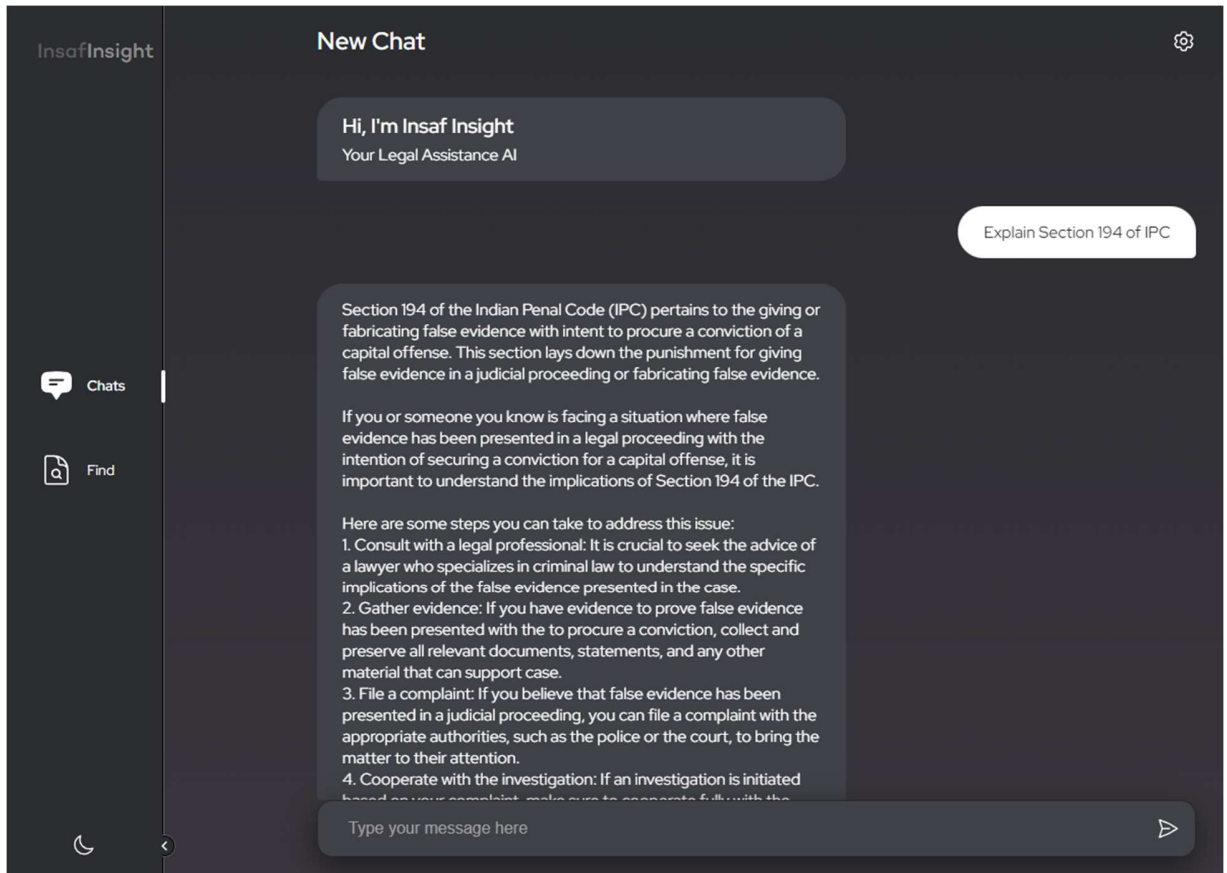 InsafInsight
New Chat
Hi, I'm Insaf Insight
Your Legal Assistance AI
Explain Section 194 of IPC
Section 194 of the Indian Penal Code (IPC) pertains to the giving or
fabricating false evidence with intent to procure a conviction of a
capital offense. This section lays down the punishment for giving
false evidence in a judicial proceeding or fabricating false evidence.
If you or someone you know is facing a situation where false
evidence has been presented in a legal proceeding with the
intention of securing a conviction for a capital offense, it is
important to understand the implications of Section 194 of the IPC.
Here are some steps you can take to address this issue:
1. Consult with a legal professional: It is crucial to seek the advice of
a lawyer who specializes in criminal law to understand the specific
implications of the false evidence presented in the case.
2. Gather evidence: If you have evidence to prove false evidence
has been presented with the to procure a conviction, collect and
preserve all relevant documents, statements, and any other
material that can support case.
3. File a complaint: If you believe that false evidence has been
presented in a judicial proceeding, you can file a complaint with the
appropriate authorities, such as the police or the court, to bring the
matter to their attention.
4. Cooperate with the investigation: If an investigation is initiated
based on your complaint, make sure to cooperate fully with the
Chats
Find
Type your message here